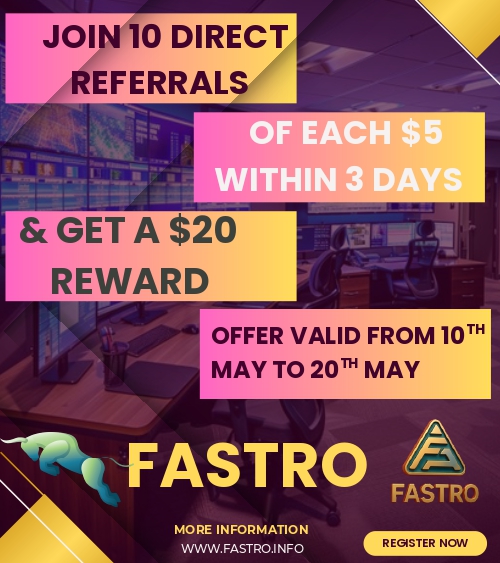 JOIN 10 DIRECT
REFERRALS
OF EACH $5
WITHIN 3 DAYS
& GET A $20
REWARD
OFFER VALID FROM 10TH
MAY TO 20TH MAY
FASTRO
FASTRO
MORE INFORMATION
WWW.FASTRO.INFO
REGISTER NOW